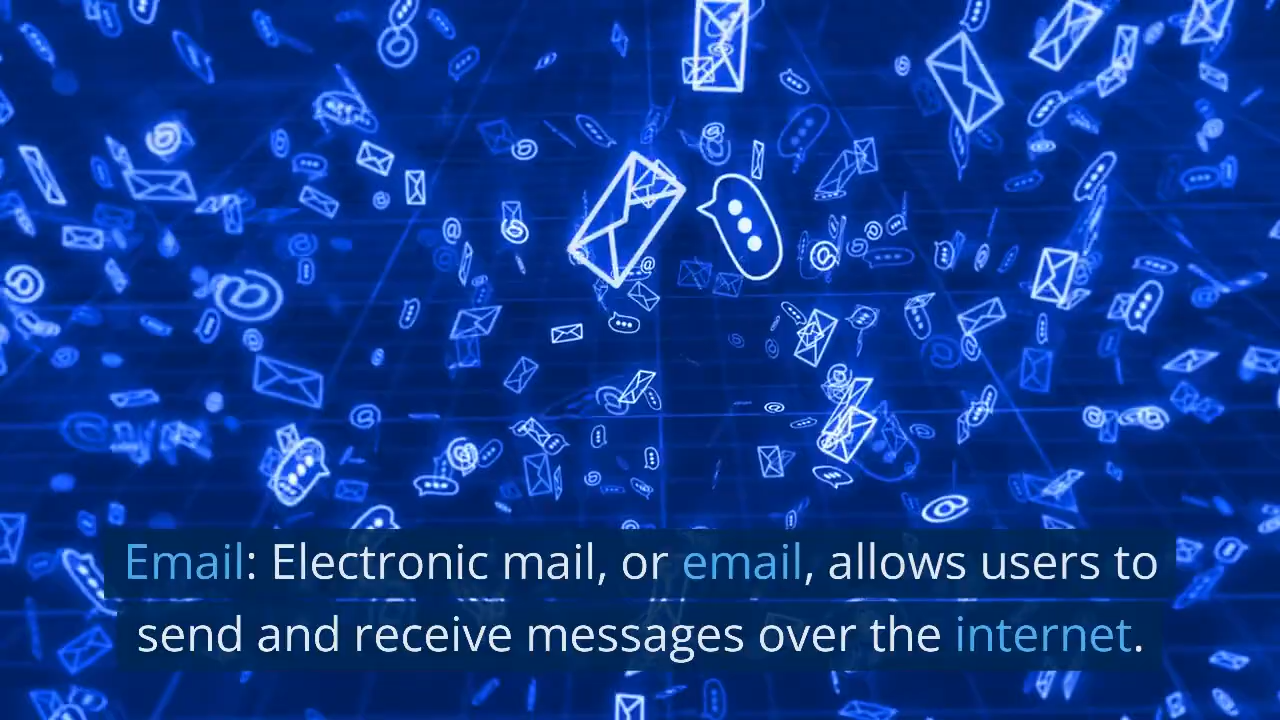 Email: Electronic mail, or email, allows users to
send and receive messages over the internet.